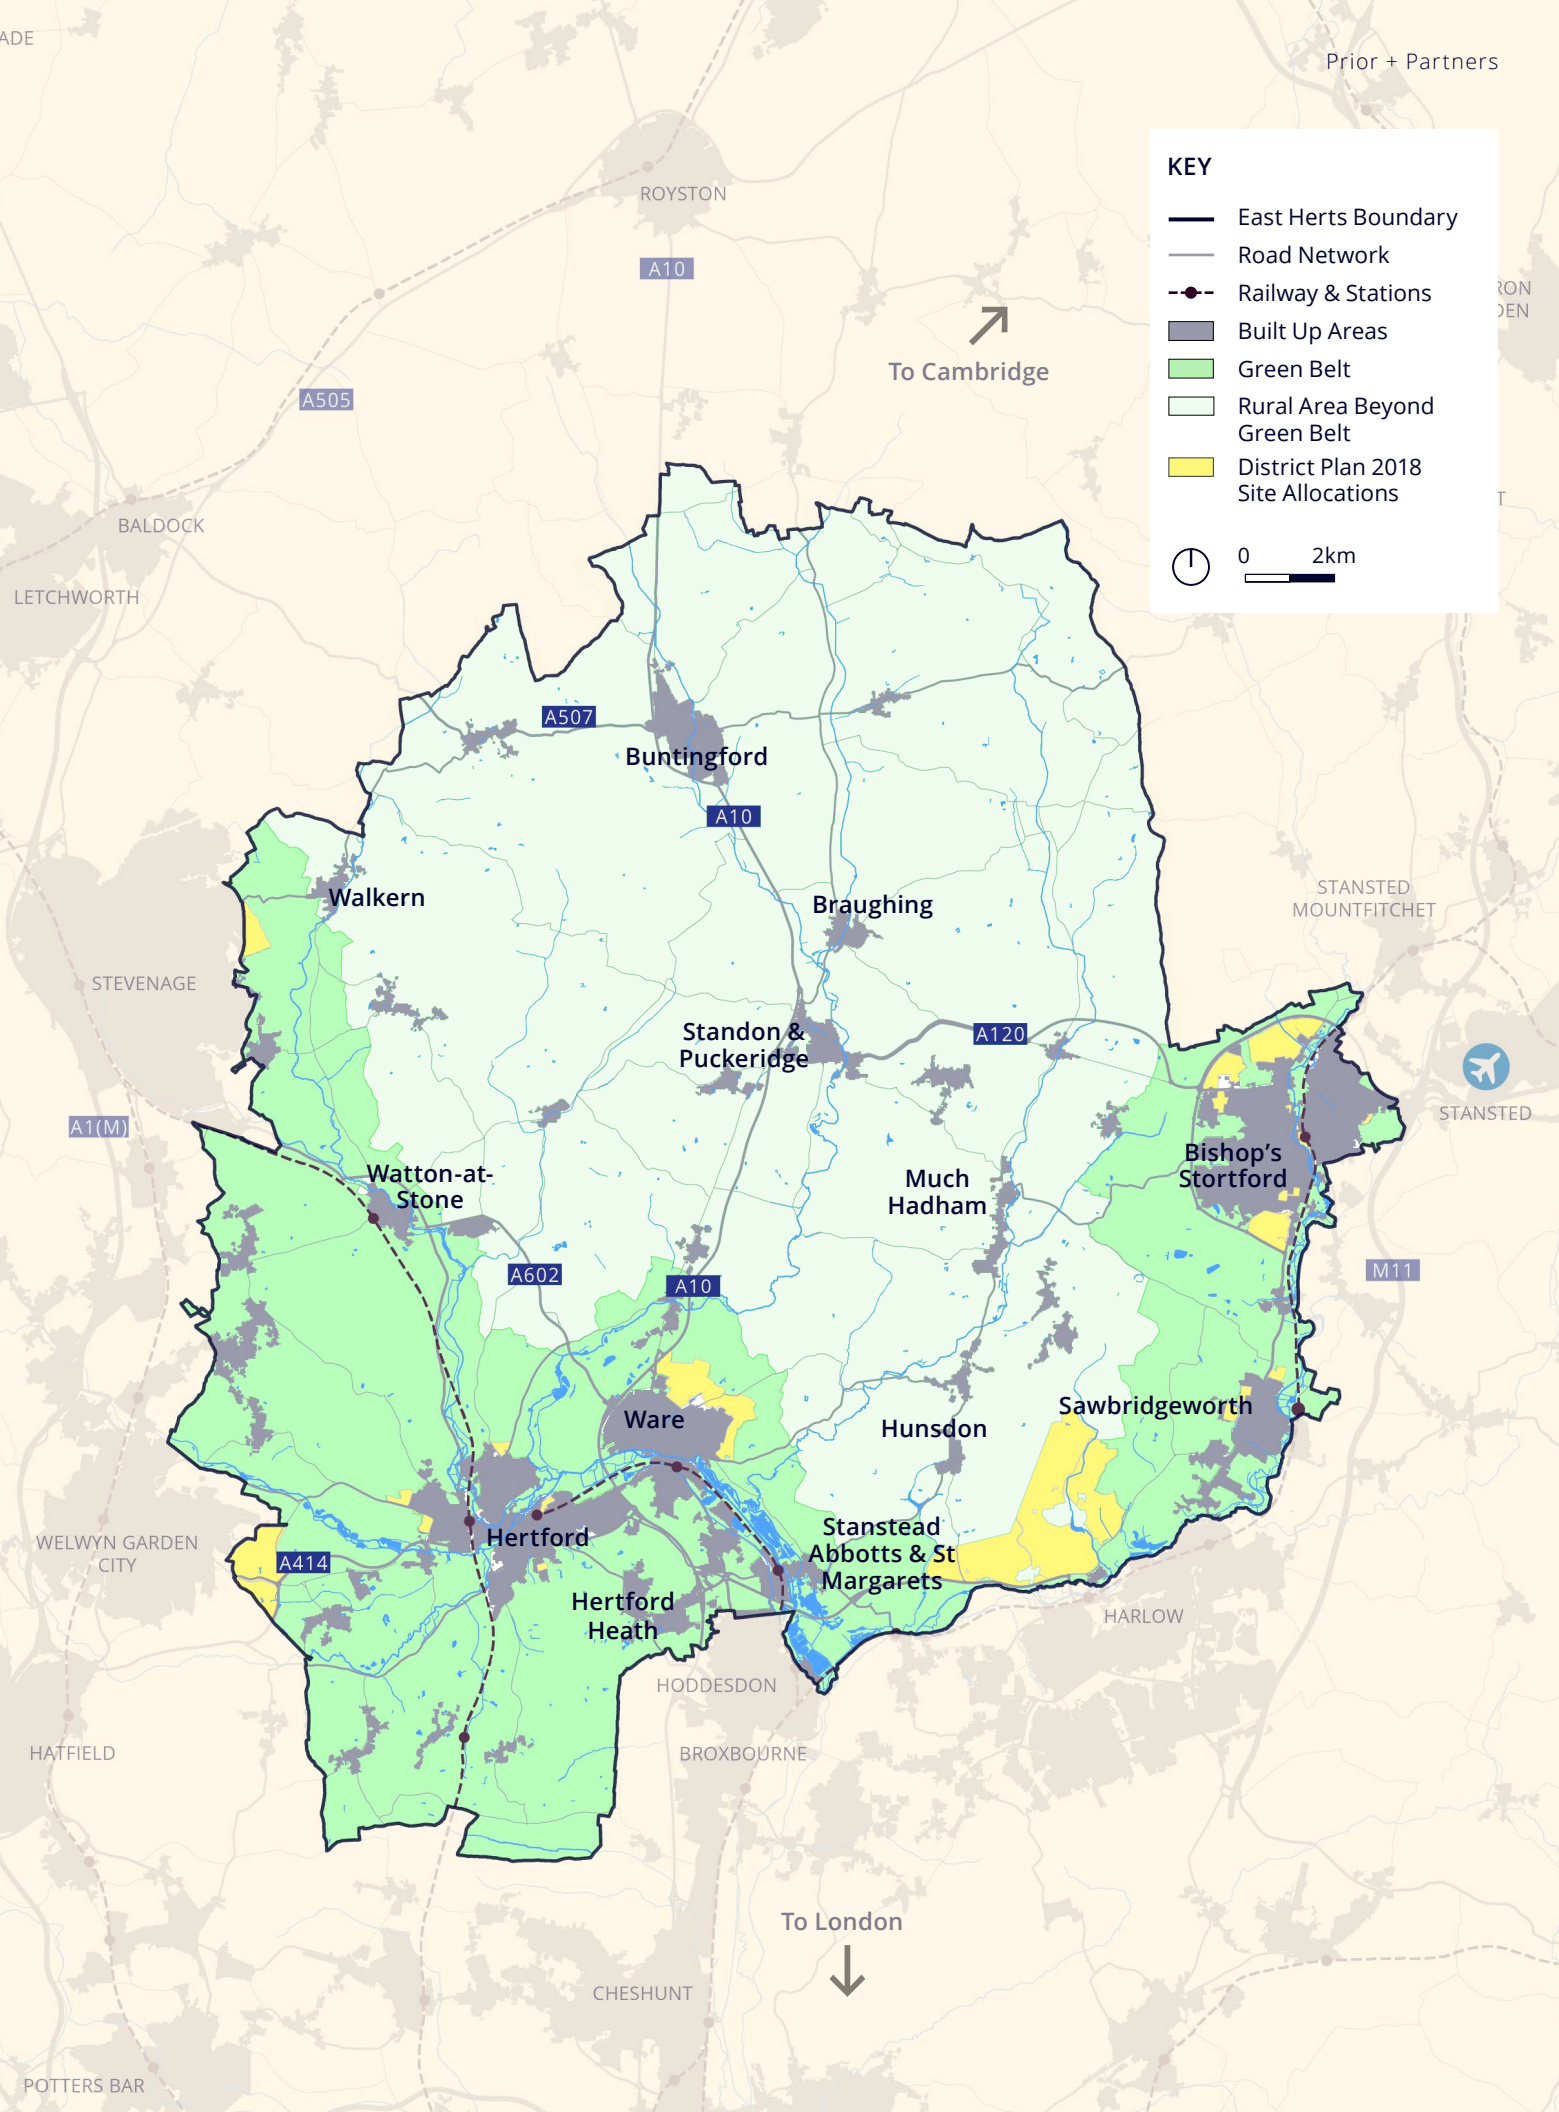 ADE
Prior + Partners
KEY
East Herts Boundary
Road Network
Railway & Stations
Built Up Areas
Green Belt
Rural Area Beyond
Green Belt
District Plan 2018
Site Allocations
0 2km
ROYSTON
A10
To Cambridge
A505
BALDOCK
LETCHWORTH
A507
Buntingford
A10
Walkern
Braughing
STANSTED
MOUNTFITCHET
STEVENAGE
Standon &
Puckeridge
A120
STANSTED
A1(M)
Bishop's
Stortford
Watton-at-
Stone
Much
Hadham
A602
A10
M11
Sawbridgeworth
Ware
Hunsdon
Hertford
Stanstead
Abbotts & St
Margarets
WELWYN GARDEN
CITY
A414
Hertford
Heath
HARLOW
HODDESDON
HATFIELD
BROXBOURNE
To London
CHESHUNT
POTTERS BAR